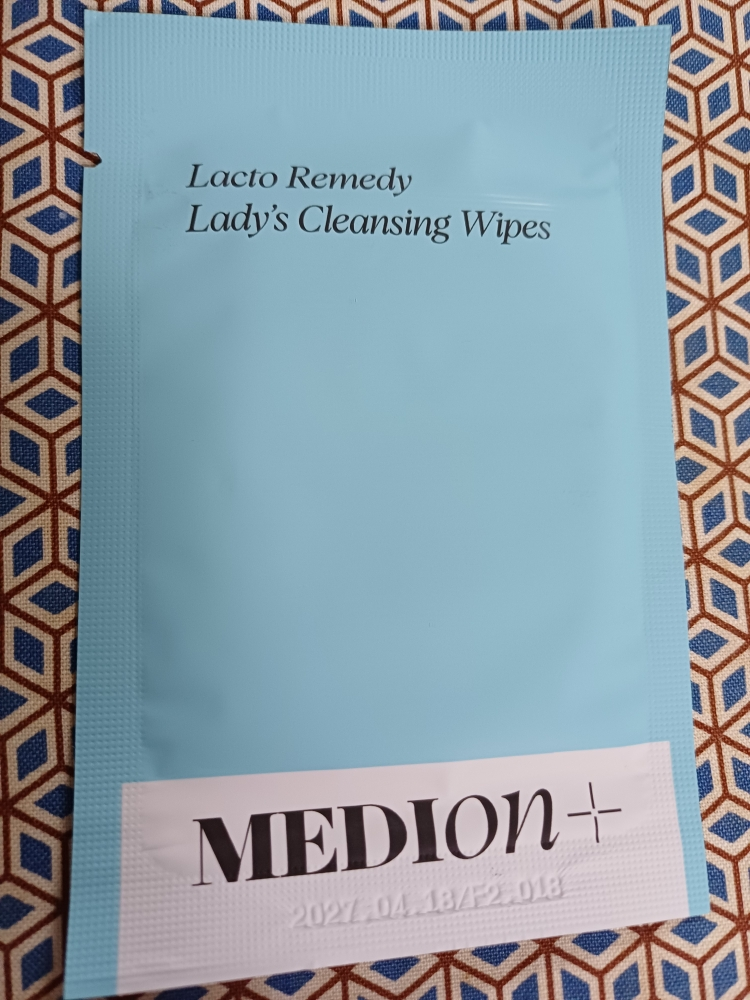 Lacto Remedy
Lady's Cleansing Wipes
MEDION+
2027.04.18/F2.018